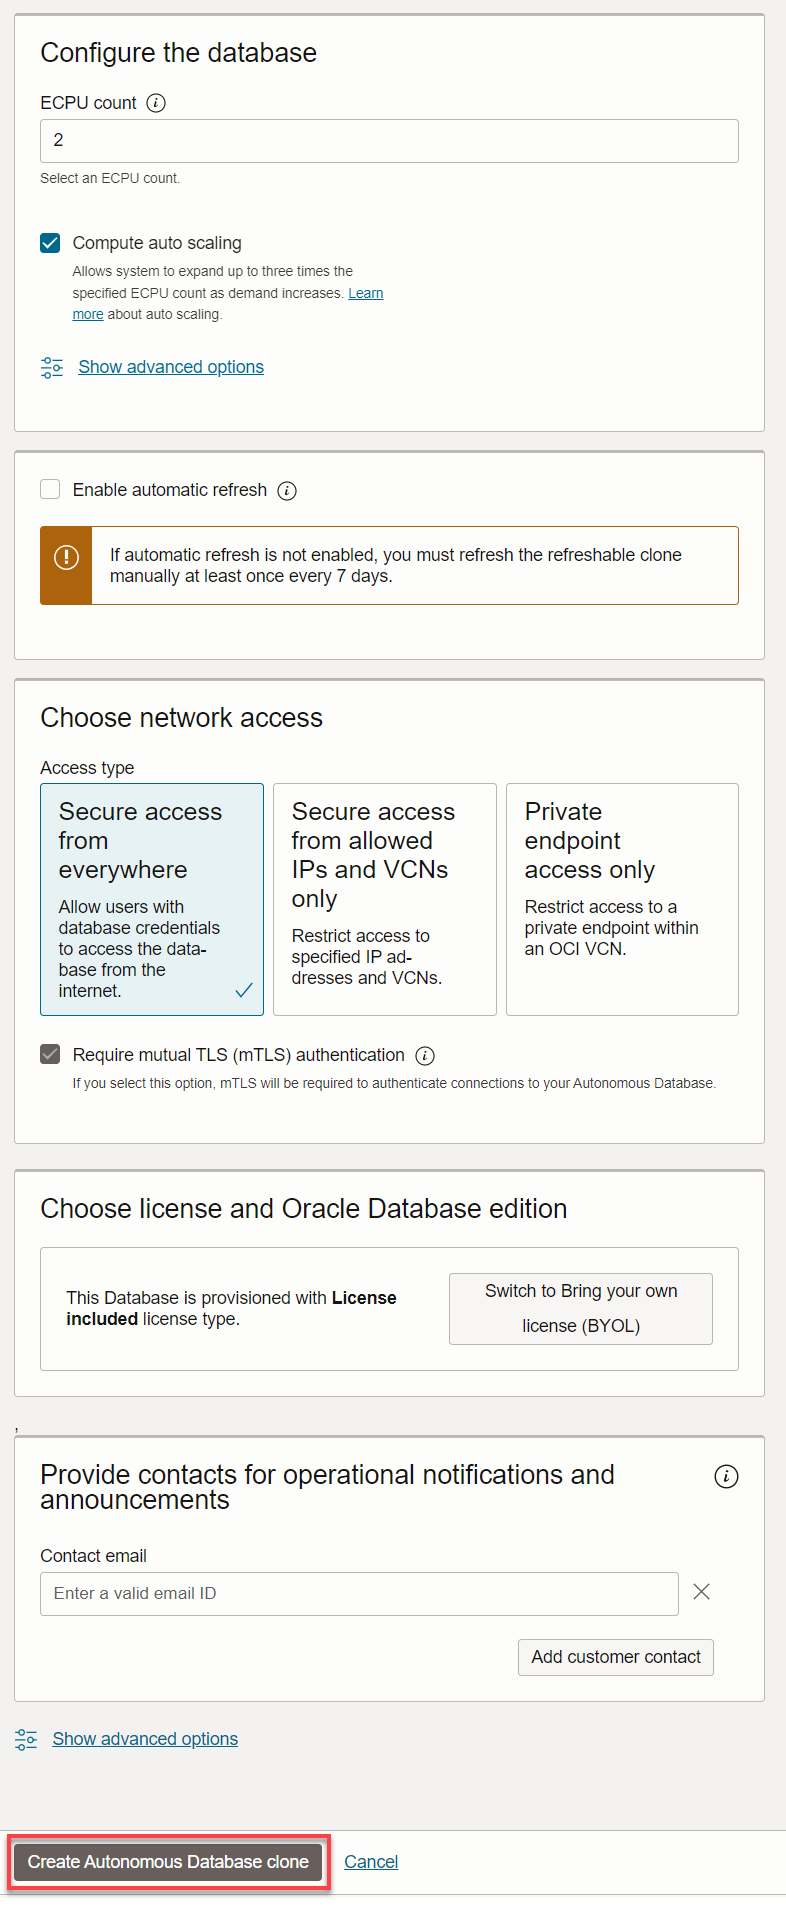 Configure the database
ECPU count
2
Select an ECPU count.
Compute auto scaling
Allows system to expand up to three times the
specified ECPU count as demand increases. Learn
more about auto scaling.
Show advanced options
Enable automatic refresh
If automatic refresh is not enabled, you must refresh the refreshable clone
manually at least once every 7 days.
Choose network access
Access type
Secure access
from
everywhere
Allow users with
database credentials
to access the data-
base from the
internet.
Secure access
from allowed
IPs and VCNs
only
Restrict access to
specified IP ad-
dresses and VCNs.
Private
endpoint
access only
Restrict access to a
private endpoint within
an OCI VCN.
Require mutual TLS (mTLS) authentication
If you select this option, mTLS will be required to authenticate connections to your Autonomous Database.
Choose license and Oracle Database edition
This Database is provisioned with License
included license type.
Switch to Bring your own
license (BYOL)
,
Provide contacts for operational notifications and
announcements
Contact email
Enter a valid email ID
Add customer contact
Show advanced options
Create Autonomous Database clone
Cancel